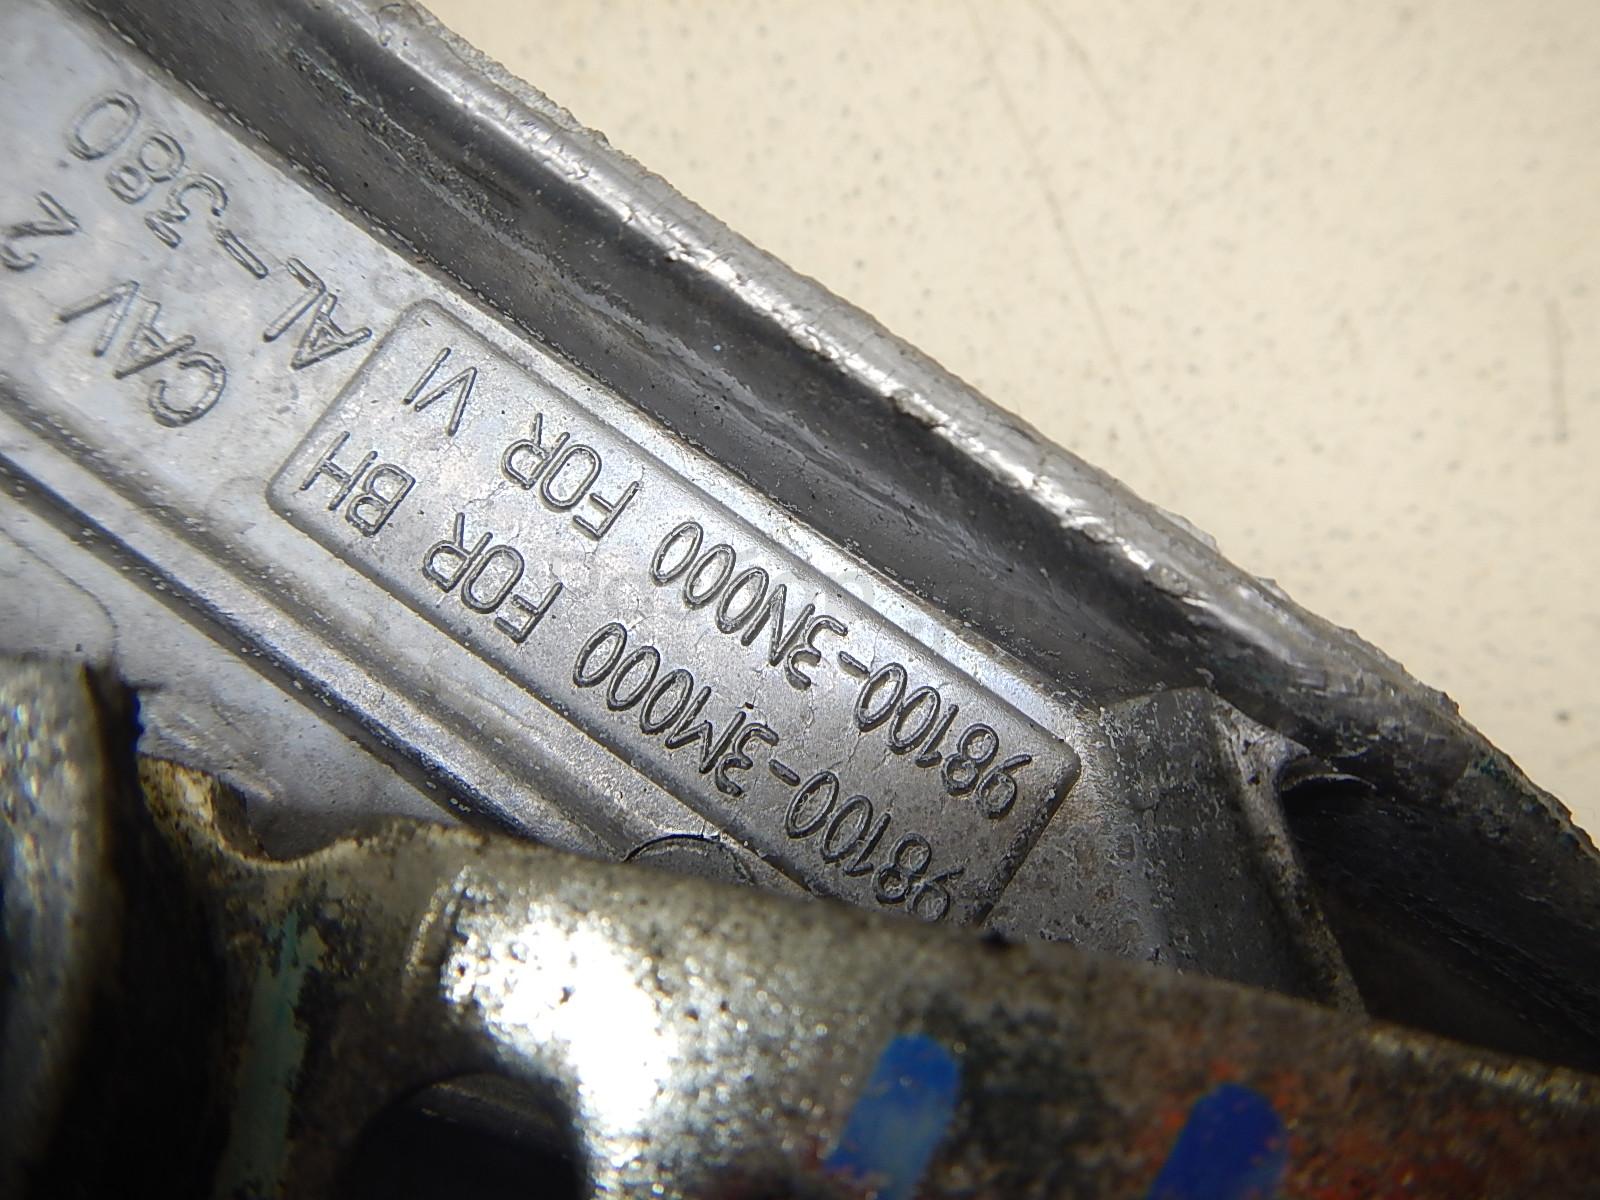 98100-3N000 FOR VI
98100-3M000 FOR BH
AL-380
CAV 2